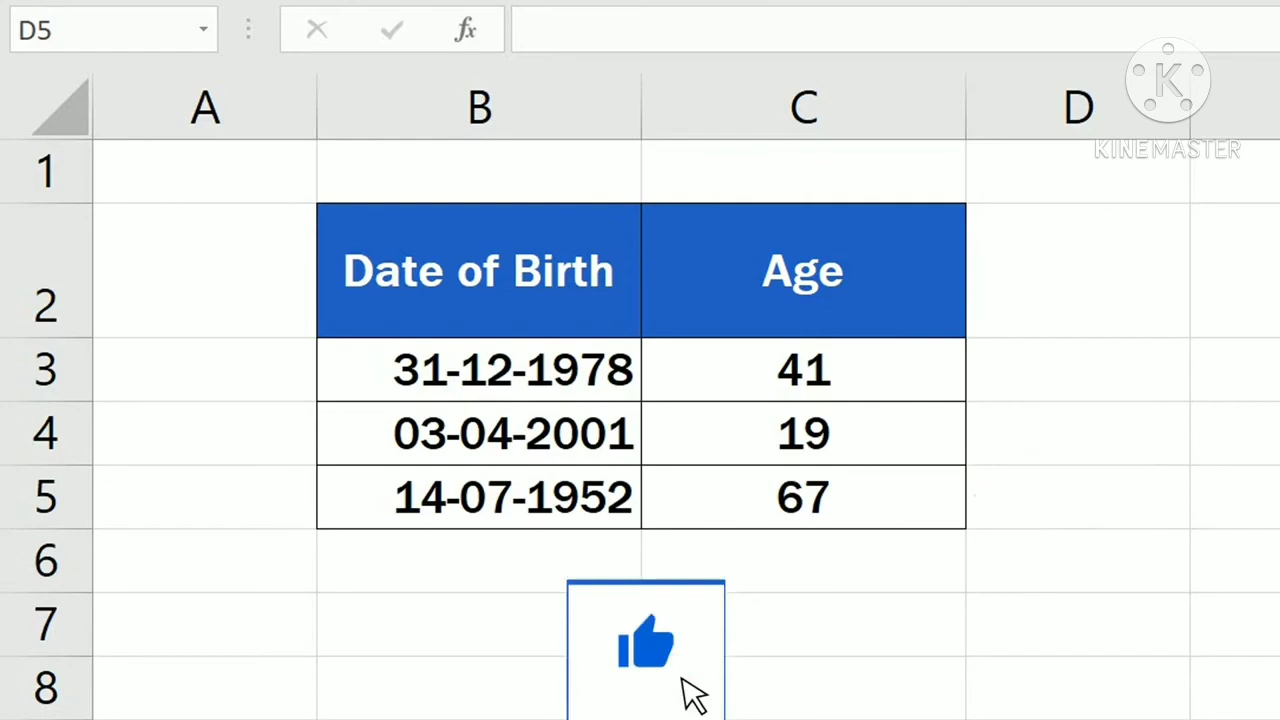 D5 fx
K
KINEMASTER
A B C D
1
2 Date of Birth Age
3 31-12-1978 41
4 03-04-2001 19
5 14-07-1952 67
6
7
8